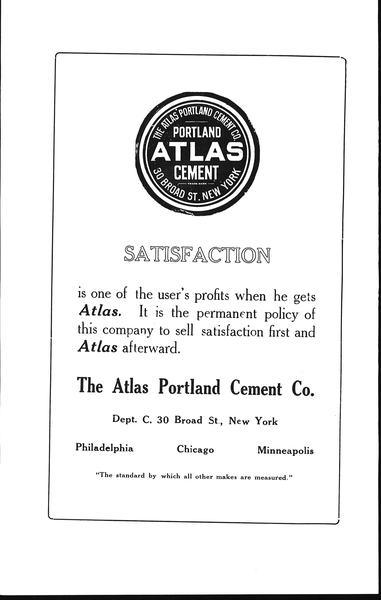 THE ATLAS PORTLAND CEMENT CO.
PORTLAND
ATLAS
CEMENT
TRADE MARK
30 BROAD ST. NEW YORK
SATISFACTION
is one of the user's profits when he gets
Atlas. It is the permanent policy of
this company to sell satisfaction first and
Atlas afterward.
The Atlas Portland Cement Co.
Dept. C. 30 Broad St., New York
Philadelphia Chicago Minneapolis
"The standard by which all other makes are measured."